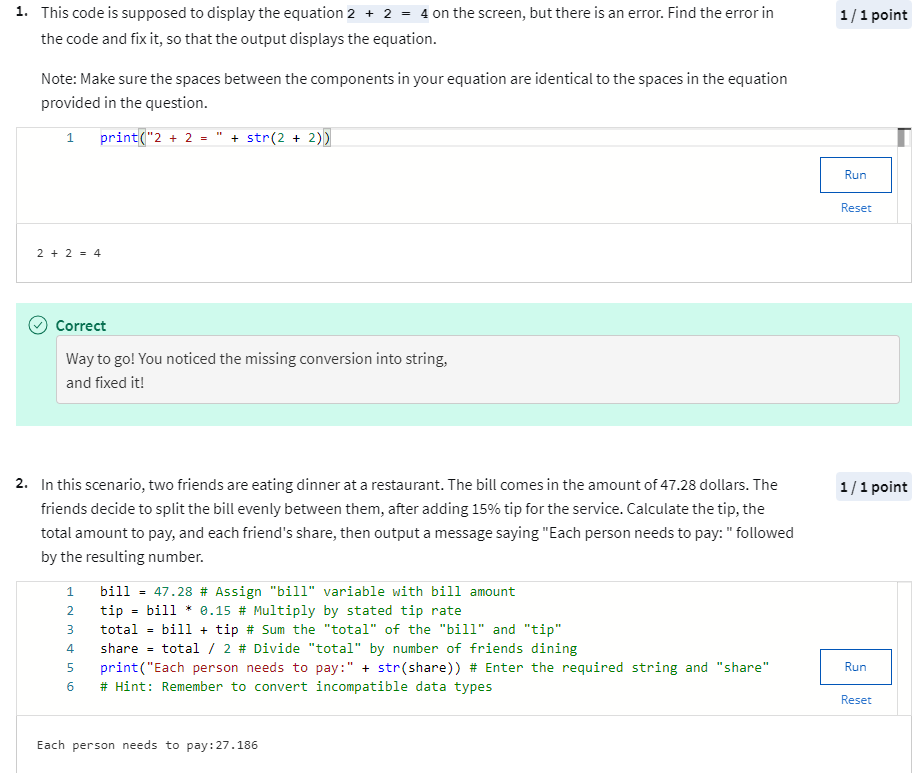 1. This code is supposed to display the equation 2 + 2 = 4 on the screen, but there is an error. Find the error in
1 / 1 point
the code and fix it, so that the output displays the equation.
Note: Make sure the spaces between the components in your equation are identical to the spaces in the equation
provided in the question.
1 print("2 + 2 = " + str(2 + 2))
Run
Reset
2 + 2 = 4
Correct
Way to go! You noticed the missing conversion into string,
and fixed it!
2. In this scenario, two friends are eating dinner at a restaurant. The bill comes in the amount of 47.28 dollars. The
1 / 1 point
friends decide to split the bill evenly between them, after adding 15% tip for the service. Calculate the tip, the
total amount to pay, and each friend's share, then output a message saying "Each person needs to pay: " followed
by the resulting number.
1 bill = 47.28 # Assign "bill" variable with bill amount
2 tip = bill * 0.15 # Multiply by stated tip rate
3 total = bill + tip # Sum the "total" of the "bill" and "tip"
4 share = total / 2 # Divide "total" by number of friends dining
5 print("Each person needs to pay:" + str(share)) # Enter the required string and "share"
6 # Hint: Remember to convert incompatible data types
Run
Reset
Each person needs to pay:27.186